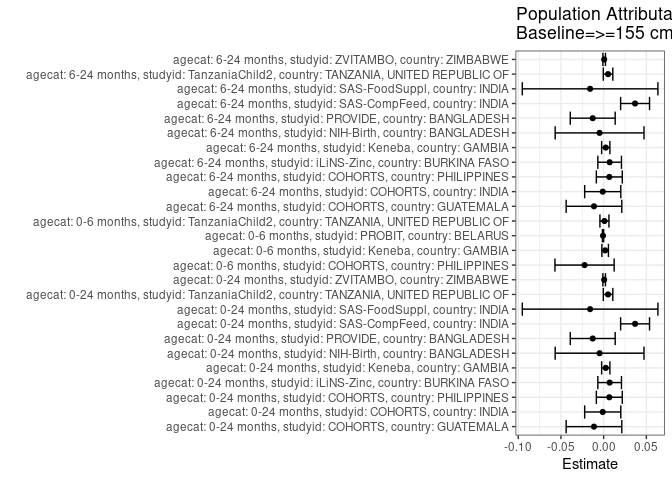 Population Attributa
Baseline=>=155 cm
agecat: 6-24 months, studyid: ZVITAMBO, country: ZIMBABWE
agecat: 6-24 months, studyid: TanzaniaChild2, country: TANZANIA, UNITED REPUBLIC OF
agecat: 6-24 months, studyid: SAS-FoodSuppl, country: INDIA
agecat: 6-24 months, studyid: SAS-CompFeed, country: INDIA
agecat: 6-24 months, studyid: PROVIDE, country: BANGLADESH
agecat: 6-24 months, studyid: NIH-Birth, country: BANGLADESH
agecat: 6-24 months, studyid: Keneba, country: GAMBIA
agecat: 6-24 months, studyid: iLiNS-Zinc, country: BURKINA FASO
agecat: 6-24 months, studyid: COHORTS, country: PHILIPPINES
agecat: 6-24 months, studyid: COHORTS, country: INDIA
agecat: 6-24 months, studyid: COHORTS, country: GUATEMALA
agecat: 0-6 months, studyid: TanzaniaChild2, country: TANZANIA, UNITED REPUBLIC OF
agecat: 0-6 months, studyid: PROBIT, country: BELARUS
agecat: 0-6 months, studyid: Keneba, country: GAMBIA
agecat: 0-6 months, studyid: COHORTS, country: PHILIPPINES
agecat: 0-24 months, studyid: ZVITAMBO, country: ZIMBABWE
agecat: 0-24 months, studyid: TanzaniaChild2, country: TANZANIA, UNITED REPUBLIC OF
agecat: 0-24 months, studyid: SAS-FoodSuppl, country: INDIA
agecat: 0-24 months, studyid: SAS-CompFeed, country: INDIA
agecat: 0-24 months, studyid: PROVIDE, country: BANGLADESH
agecat: 0-24 months, studyid: NIH-Birth, country: BANGLADESH
agecat: 0-24 months, studyid: Keneba, country: GAMBIA
agecat: 0-24 months, studyid: iLiNS-Zinc, country: BURKINA FASO
agecat: 0-24 months, studyid: COHORTS, country: PHILIPPINES
agecat: 0-24 months, studyid: COHORTS, country: INDIA
agecat: 0-24 months, studyid: COHORTS, country: GUATEMALA
-0.10 -0.05 0.00 0.05
Estimate